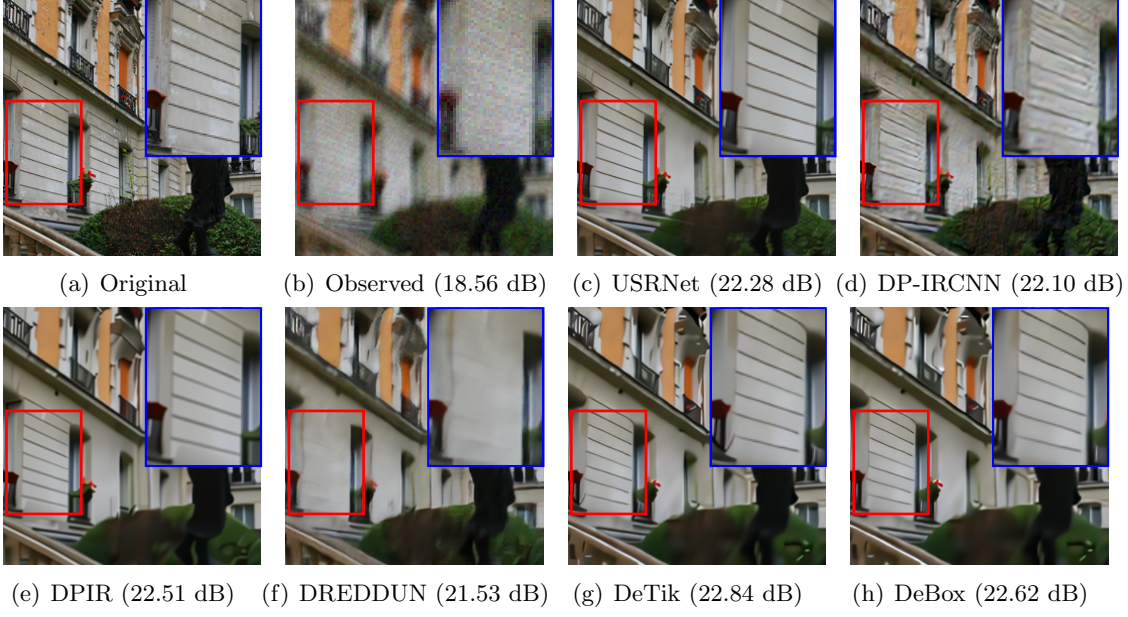 (a) Original
(b) Observed (18.56 dB)
(c) USRNet (22.28 dB)
(d) DP-IRCNN (22.10 dB)
(e) DPIR (22.51 dB)
(f) DREDDUN (21.53 dB)
(g) DeTik (22.84 dB)
(h) DeBox (22.62 dB)